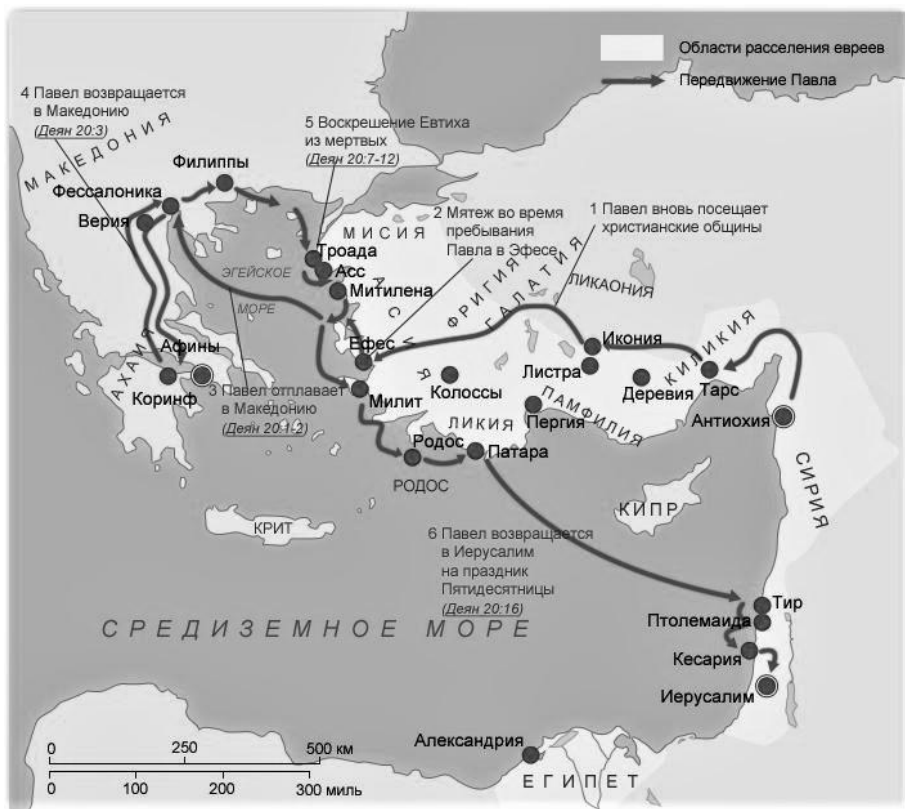 Области расселения евреев
Передвижение Павла
4 Павел возвращается
в Македонию
(Деян 20:3)
МАКЕДОНИЯ
5 Воскрешение Евтиха
из мертвых
(Деян 20:7-12)
Филиппы
Фессалоника
Верия
МИСИЯ
2 Мятеж во время
пребывания
Павла в Эфесе
1 Павел вновь посещает
христианские общины
Троада
Асс
Митилена
ЭГЕЙСКОЕ
МОРЕ
АСИЯ
ФРИГИЯ
ГАЛАТИЯ
ЛИКАОНИЯ
Афины
АХАИЯ
Коринф
Ефес
Икония
Листра
Деревия
КИЛИКИЯ
Тарс
3 Павел отплавает
в Македонию
(Деян 20:1-2)
Милит
Колоссы
ЛИКИЯ
Пергия
ПАМФИЛИЯ
Антиохия
Родос
Патара
РОДОС
СИРИЯ
КИПР
КРИТ
6 Павел возвращается
в Иерусалим
на праздник
Пятидесятницы
(Деян 20:16)
СРЕДИЗЕМНОЕ МОРЕ
Тир
Птолемаида
Кесария
Иерусалим
Александрия
ЕГИПЕТ
0 250 500 км
0 100 200 300 миль